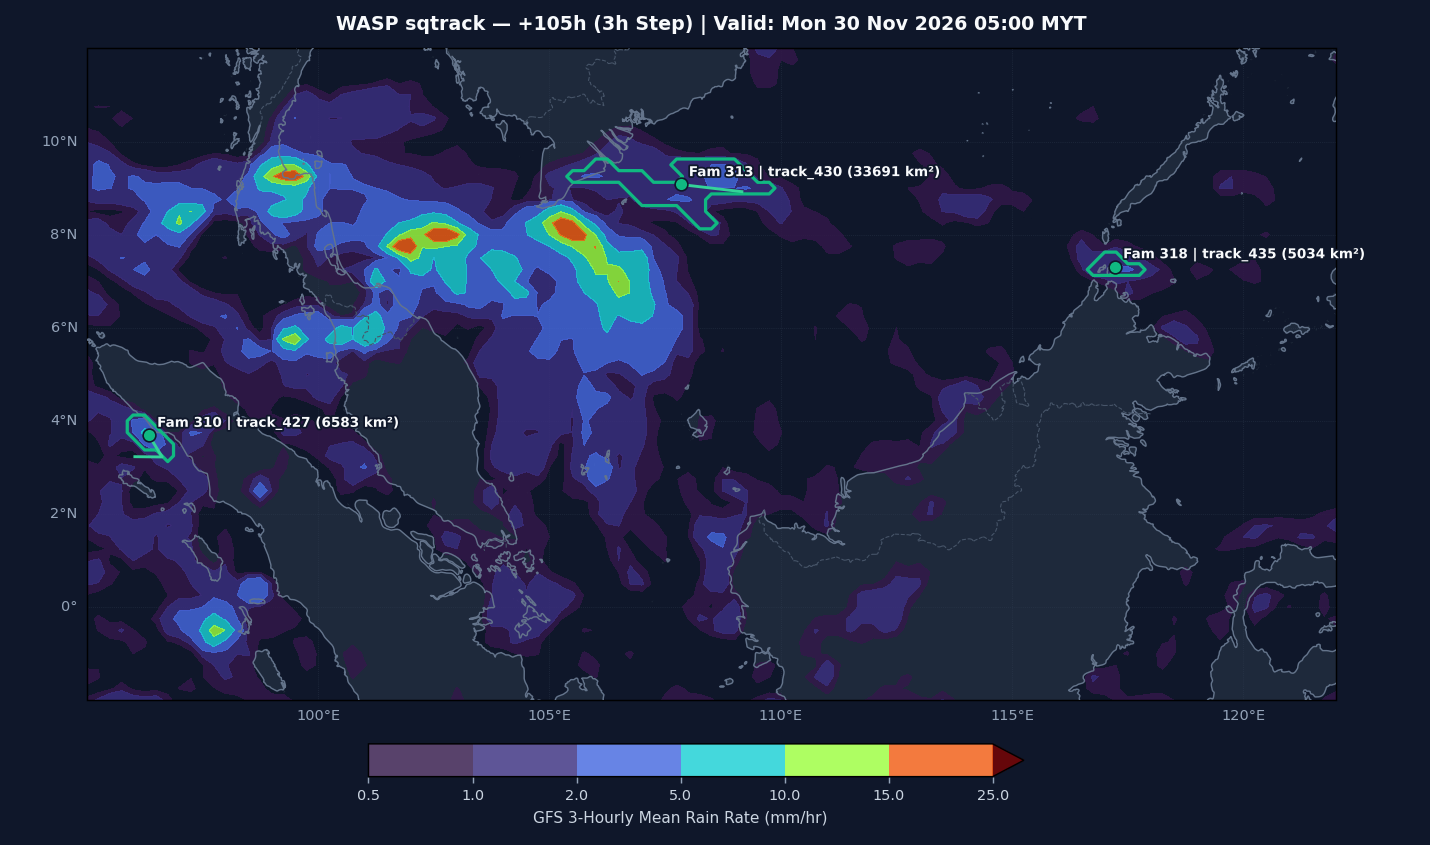 WASP sqtrack — +105h (3h Step) | Valid: Mon 30 Nov 2026 05:00 MYT
10°N
Fam 313 | track_430 (33691 km²)
8°N
Fam 318 | track_435 (5034 km²)
6°N
4°N
Fam 310 | track_427 (6583 km²)
2°N
0°
100°E 105°E 110°E 115°E 120°E
0.5 1.0 2.0 5.0 10.0 15.0 25.0
GFS 3-Hourly Mean Rain Rate (mm/hr)